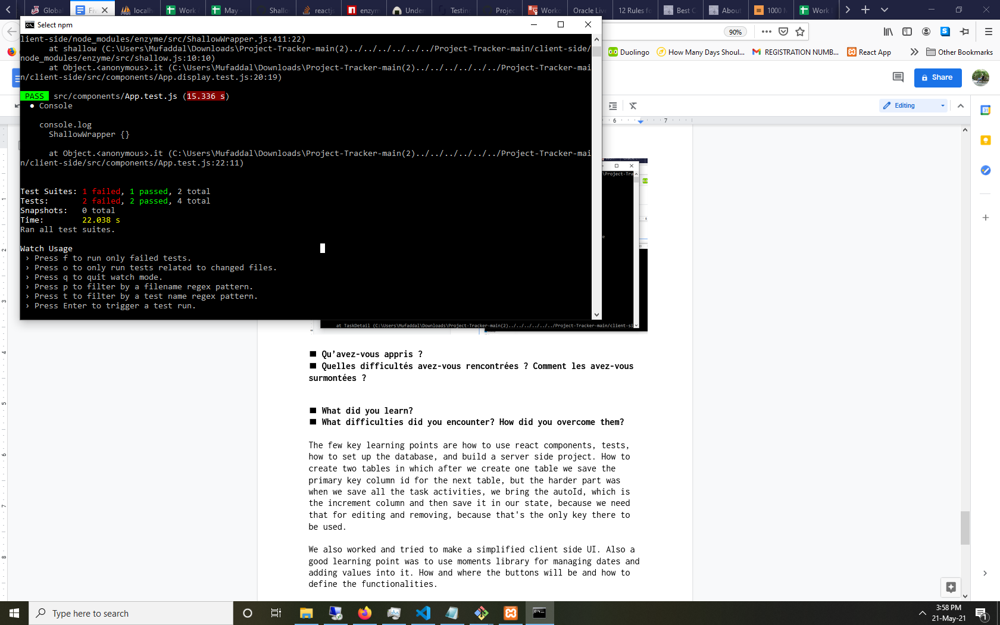 Global
Fiv
localh
Work
May -
Shallo
reactjs
enzym
Under
Testin
Project
Worko
Oracle Live
12 Rules fo
Best C
About
1000 M
Work
Select npm
90%
Duolingo
How Many Days Shoul...
REGISTRATION NUMB...
React App
Other Bookmarks
Share
Editing
lient-side/node_modules/enzyme/src/ShallowWrapper.js:411:22)
at shallow (C:\Users\Mufaddal\Downloads\Project-Tracker-main(2)../../../../../../Project-Tracker-main/client-side/
node_modules/enzyme/src/shallow.js:10:10)
at Object.<anonymous>.it (C:\Users\Mufaddal\Downloads\Project-Tracker-main(2)../../../../../../Project-Tracker-mai
n/client-side/src/components/App.display.test.js:20:19)
PASS src/components/App.test.js (15.336 s)
● Console
console.log
ShallowWrapper {}
at Object.<anonymous>.it (C:\Users\Mufaddal\Downloads\Project-Tracker-main(2)../../../../../../Project-Tracker-mai
n/client-side/src/components/App.test.js:22:11)
Test Suites: 1 failed, 1 passed, 2 total
Tests: 2 failed, 2 passed, 4 total
Snapshots: 0 total
Time: 22.038 s
Ran all test suites.
Watch Usage
› Press f to run only failed tests.
› Press o to only run tests related to changed files.
› Press q to quit watch mode.
› Press p to filter by a filename regex pattern.
› Press t to filter by a test name regex pattern.
› Press Enter to trigger a test run.
6 7
\Project-Tra
at TaskDetail (C:\Users\Mufaddal\Downloads\Project-Tracker-main(2)../../../../../../Project-Tracker-main/client-si
■ Qu’avez-vous appris ?
■ Quelles difficultés avez-vous rencontrées ? Comment les avez-vous
surmontées ?
■ What did you learn?
■ What difficulties did you encounter? How did you overcome them?
The few key learning points are how to use react components, tests,
how to set up the database, and build a server side project. How to
create two tables in which after we create one table we save the
primary key column id for the next table, but the harder part was
when we save all the task activities, we bring the autoId, which is
the increment column and then save it in our state, because we need
that for editing and removing, because that's the only key there to
be used.
We also worked and tried to make a simplified client side UI. Also a
good learning point was to use moments library for managing dates and
adding values into it. How and where the buttons will be and how to
define the functionalities.
1
2
3
4
5
6
7
8
31
Type here to search
3:58 PM
21-May-21
1